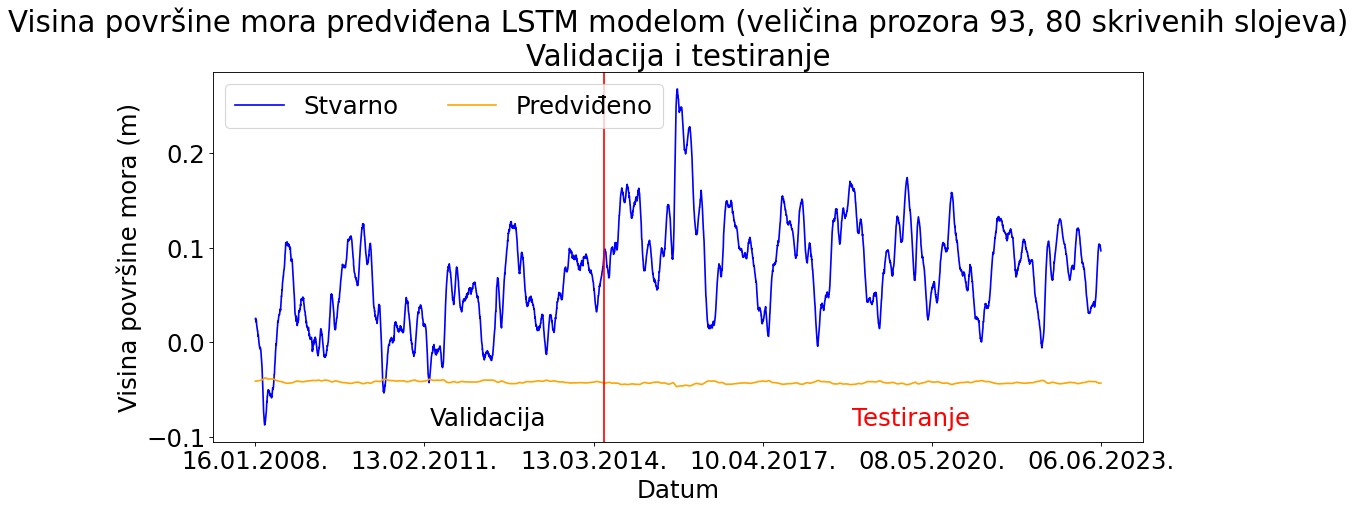 Visina površine mora predviđena LSTM modelom (veličina prozora 93, 80 skrivenih slojeva)
Validacija i testiranje
Stvarno
Predviđeno
Visina površine mora (m)
0.2
0.1
0.0
−0.1
Validacija
Testiranje
16.01.2008.
13.02.2011.
13.03.2014.
10.04.2017.
08.05.2020.
06.06.2023.
Datum